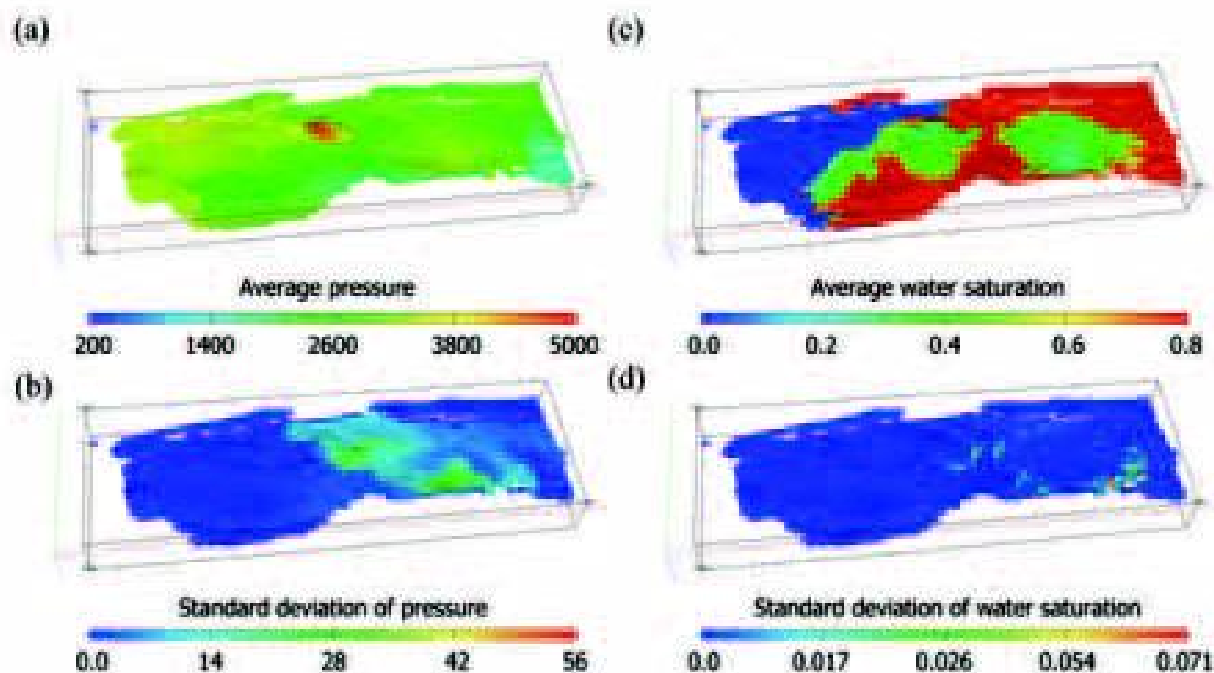 (a)
Average pressure
200 1400 2600 3800 5000
(b)
Standard deviation of pressure
0.0 14 28 42 56
(c)
Average water saturation
0.0 0.2 0.4 0.6 0.8
(d)
Standard deviation of water saturation
0.0 0.017 0.026 0.054 0.071